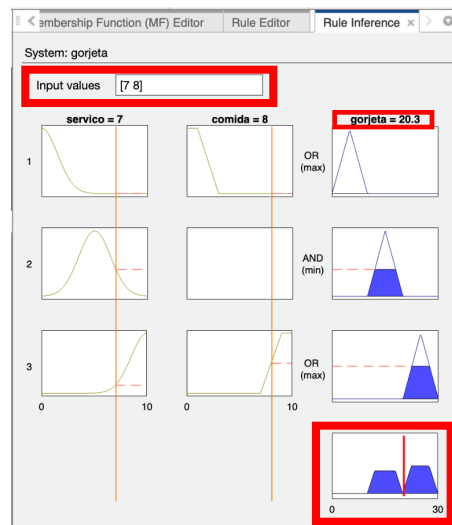 embership Function (MF) Editor Rule Editor Rule Inference ×
System: gorjeta
Input values [7 8]
servico = 7 comida = 8 gorjeta = 20.3
1 OR
(max)
2 AND
(min)
3 OR
(max)
0 10 10
0 30